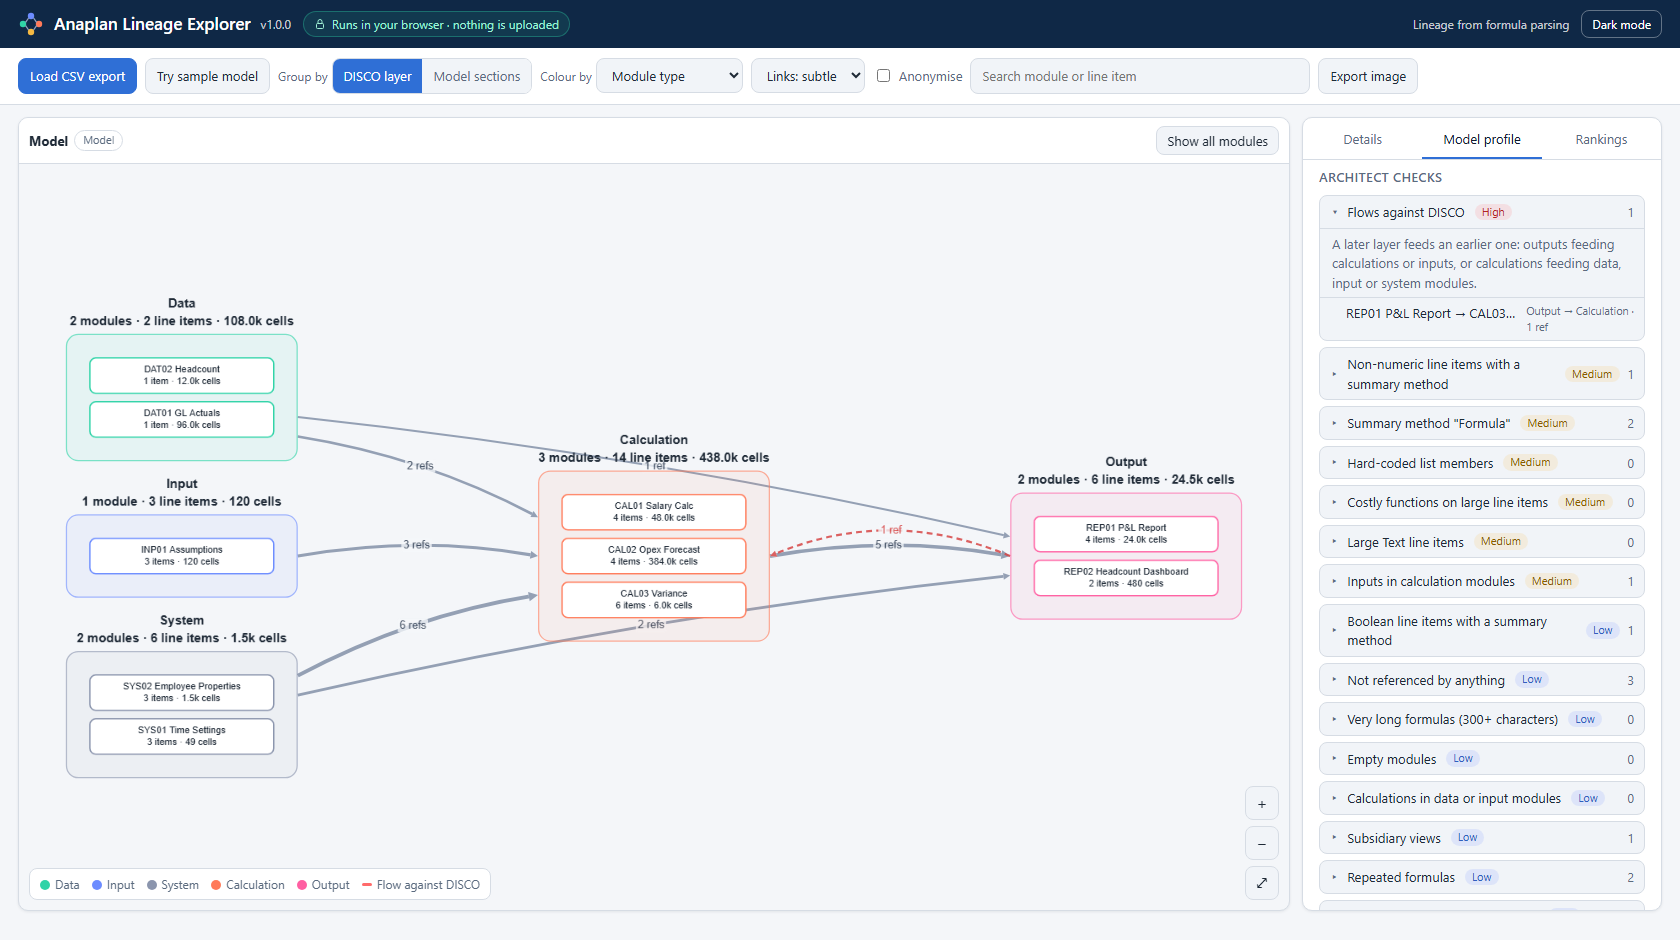 Anaplan Lineage Explorer v1.0.0 Runs in your browser · nothing is uploaded Lineage from formula parsing Dark mode
Load CSV export Try sample model Group by DISCO layer Model sections Colour by Module type Links: subtle Anonymise Search module or line item Export image
Model Model Show all modules
Data
2 modules · 2 line items · 108.0k cells
DAT02 Headcount
1 item · 12.0k cells
DAT01 GL Actuals
1 item · 96.0k cells
Input
1 module · 3 line items · 120 cells
INP01 Assumptions
3 items · 120 cells
System
2 modules · 6 line items · 1.5k cells
SYS02 Employee Properties
3 items · 1.5k cells
SYS01 Time Settings
3 items · 49 cells
2 refs
3 refs
6 refs
Calculation
3 modules · 14 line items · 438.0k cells
1 ref
CAL01 Salary Calc
4 items · 48.0k cells
CAL02 Opex Forecast
4 items · 384.0k cells
CAL03 Variance
6 items · 6.0k cells
2 refs
1 ref
5 refs
Output
2 modules · 6 line items · 24.5k cells
REP01 P&L Report
4 items · 24.0k cells
REP02 Headcount Dashboard
2 items · 480 cells
+
−
Data Input System Calculation Output Flow against DISCO
Details Model profile Rankings
ARCHITECT CHECKS
Flows against DISCO High 1
A later layer feeds an earlier one: outputs feeding
calculations or inputs, or calculations feeding data,
input or system modules.
REP01 P&L Report → CAL03... Output → Calculation ·
1 ref
Non-numeric line items with a
summary method Medium 1
Summary method "Formula" Medium 2
Hard-coded list members Medium 0
Costly functions on large line items Medium 0
Large Text line items Medium 0
Inputs in calculation modules Medium 1
Boolean line items with a summary
method Low 1
Not referenced by anything Low 3
Very long formulas (300+ characters) Low 0
Empty modules Low 0
Calculations in data or input modules Low 0
Subsidiary views Low 1
Repeated formulas Low 2